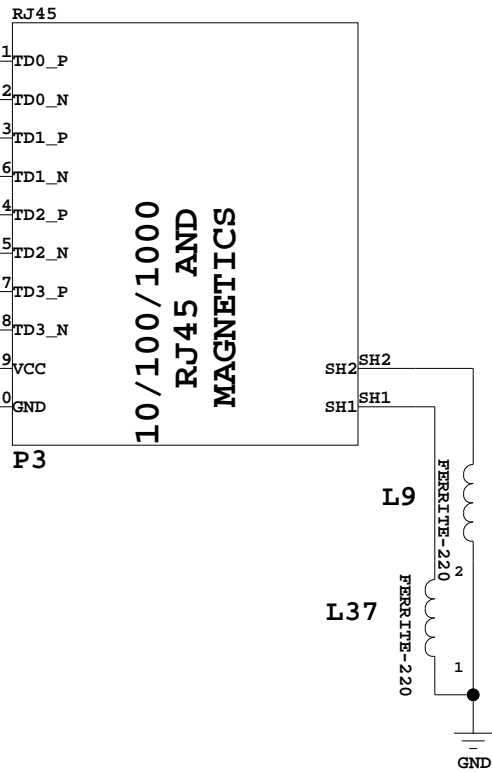 RJ45
1 TD0_P
2 TD0_N
3 TD1_P
6 TD1_N
4 TD2_P
5 TD2_N
7 TD3_P
8 TD3_N
9 VCC
0 GND
10/100/1000
RJ45 AND
MAGNETICS
SH2 SH2
SH1 SH1
P3
L9
FERRITE-220
2
L37
FERRITE-220
1
GND